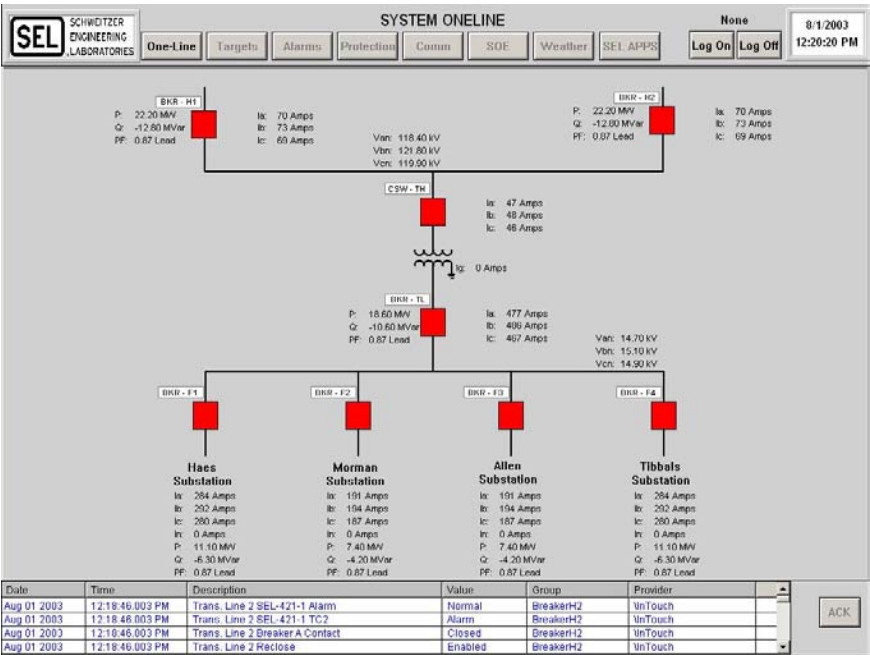 SEL SCHWEITZER ENGINEERING LABORATORIES
SYSTEM ONELINE
None
8/1/2003
12:20:20 PM
One-Line Targets Alarms Protection Comm SOE Weather SEL APPS Log On Log Off
BKR - H1
P: 22.20 MW
Q: -12.80 MVar
PF: 0.87 Lead
Ia: 70 Amps
Ib: 73 Amps
Ic: 69 Amps
BKR - H2
P: 22.20 MW
Q: -12.80 MVar
PF: 0.87 Lead
Ia: 70 Amps
Ib: 73 Amps
Ic: 69 Amps
Van: 118.40 kV
Vbn: 121.80 kV
Vcn: 119.90 kV
CSW - TH
Ia: 47 Amps
Ib: 48 Amps
Ic: 46 Amps
Ig: 0 Amps
BKR - TL
P: 18.60 MW
Q: -10.60 MVar
PF: 0.87 Lead
Ia: 477 Amps
Ib: 486 Amps
Ic: 467 Amps
Van: 14.70 kV
Vbn: 15.10 kV
Vcn: 14.90 kV
BKR - F1
BKR - F2
BKR - F3
BKR - F4
Haes
Substation
Ia: 284 Amps
Ib: 292 Amps
Ic: 280 Amps
In: 0 Amps
P: 11.10 MW
Q: -6.30 MVar
PF: 0.87 Lead
Morman
Substation
Ia: 191 Amps
Ib: 194 Amps
Ic: 187 Amps
In: 0 Amps
P: 7.40 MW
Q: -4.20 MVar
PF: 0.87 Lead
Allen
Substation
Ia: 191 Amps
Ib: 194 Amps
Ic: 187 Amps
In: 0 Amps
P: 7.40 MW
Q: -4.20 MVar
PF: 0.87 Lead
Tibbals
Substation
Ia: 284 Amps
Ib: 292 Amps
Ic: 280 Amps
In: 0 Amps
P: 11.10 MW
Q: -6.30 MVar
PF: 0.87 Lead
Date Time Description Value Group Provider
Aug 01 2003 12:18:46.003 PM Trans. Line 2 SEL-421-1 Alarm Normal BreakerH2 \InTouch
Aug 01 2003 12:18:46.003 PM Trans. Line 2 SEL-421-1 TC2 Alarm BreakerH2 \InTouch
Aug 01 2003 12:18:46.003 PM Trans. Line 2 Breaker A Contact Closed BreakerH2 \InTouch
Aug 01 2003 12:18:46.003 PM Trans. Line 2 Reclose Enabled BreakerH2 \InTouch
ACK